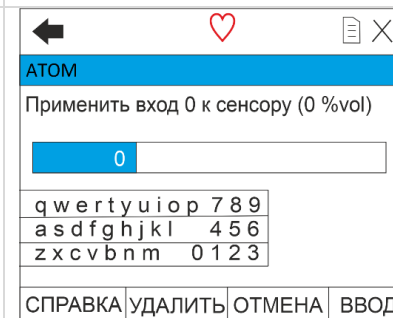 ATOM
Применить вход 0 к сенсору (0 %vol)
0
q w e r t y u i o p 7 8 9
a s d f g h j k l 4 5 6
z x c v b n m 0 1 2 3
СПРАВКА УДАЛИТЬ ОТМЕНА ВВОД